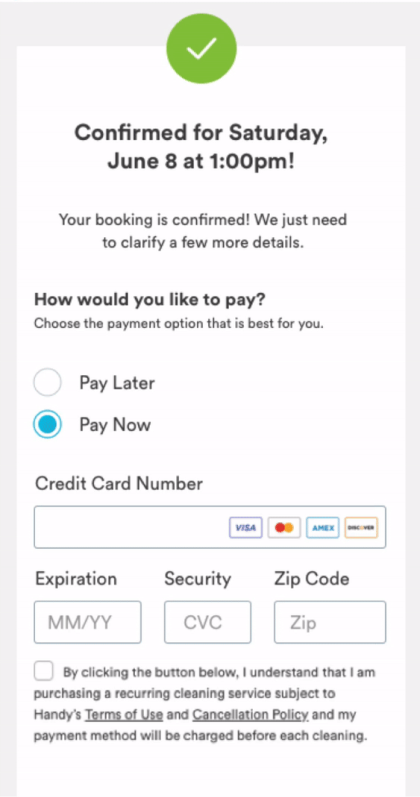 Confirmed for Saturday,
June 8 at 1:00pm!
Your booking is confirmed! We just need
to clarify a few more details.
How would you like to pay?
Choose the payment option that is best for you.
Pay Later
Pay Now
Credit Card Number
VISA AMEX DISCOVER
Expiration Security Zip Code
MM/YY CVC Zip
By clicking the button below, I understand that I am
purchasing a recurring cleaning service subject to
Handy's Terms of Use and Cancellation Policy and my
payment method will be charged before each cleaning.